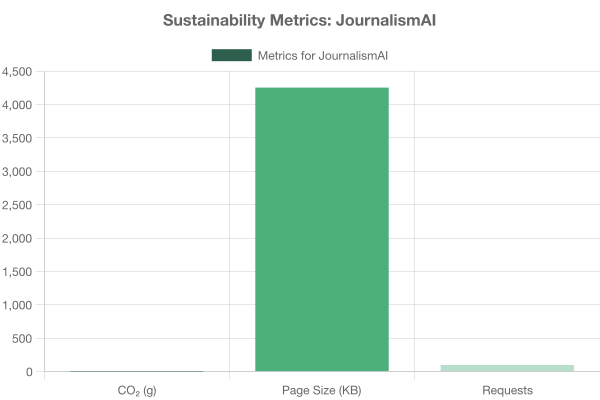 Sustainability Metrics: JournalismAI
Metrics for JournalismAI
4,500
4,000
3,500
3,000
2,500
2,000
1,500
1,000
500
0
CO₂ (g)
Page Size (KB)
Requests